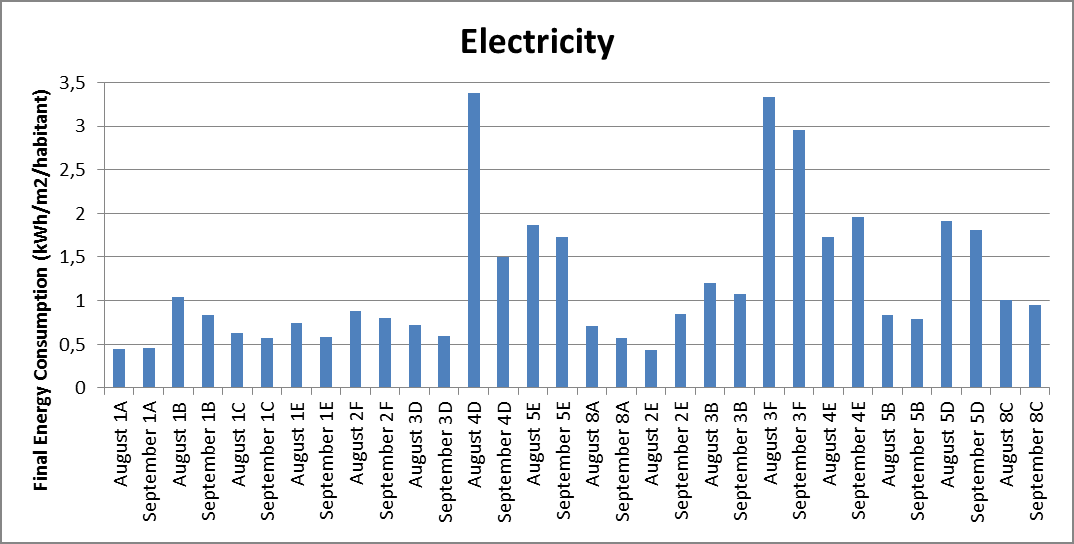 Electricity
Final Energy Consumption (kWh/m2/habitant)
3,5
3
2,5
2
1,5
1
0,5
0
August 1A
September 1A
August 1B
September 1B
August 1C
September 1C
August 1E
September 1E
August 2F
September 2F
August 3D
September 3D
August 4D
September 4D
August 5E
September 5E
August 8A
September 8A
August 2E
September 2E
August 3B
September 3B
August 3F
September 3F
August 4E
September 4E
August 5B
September 5B
August 5D
September 5D
August 8C
September 8C